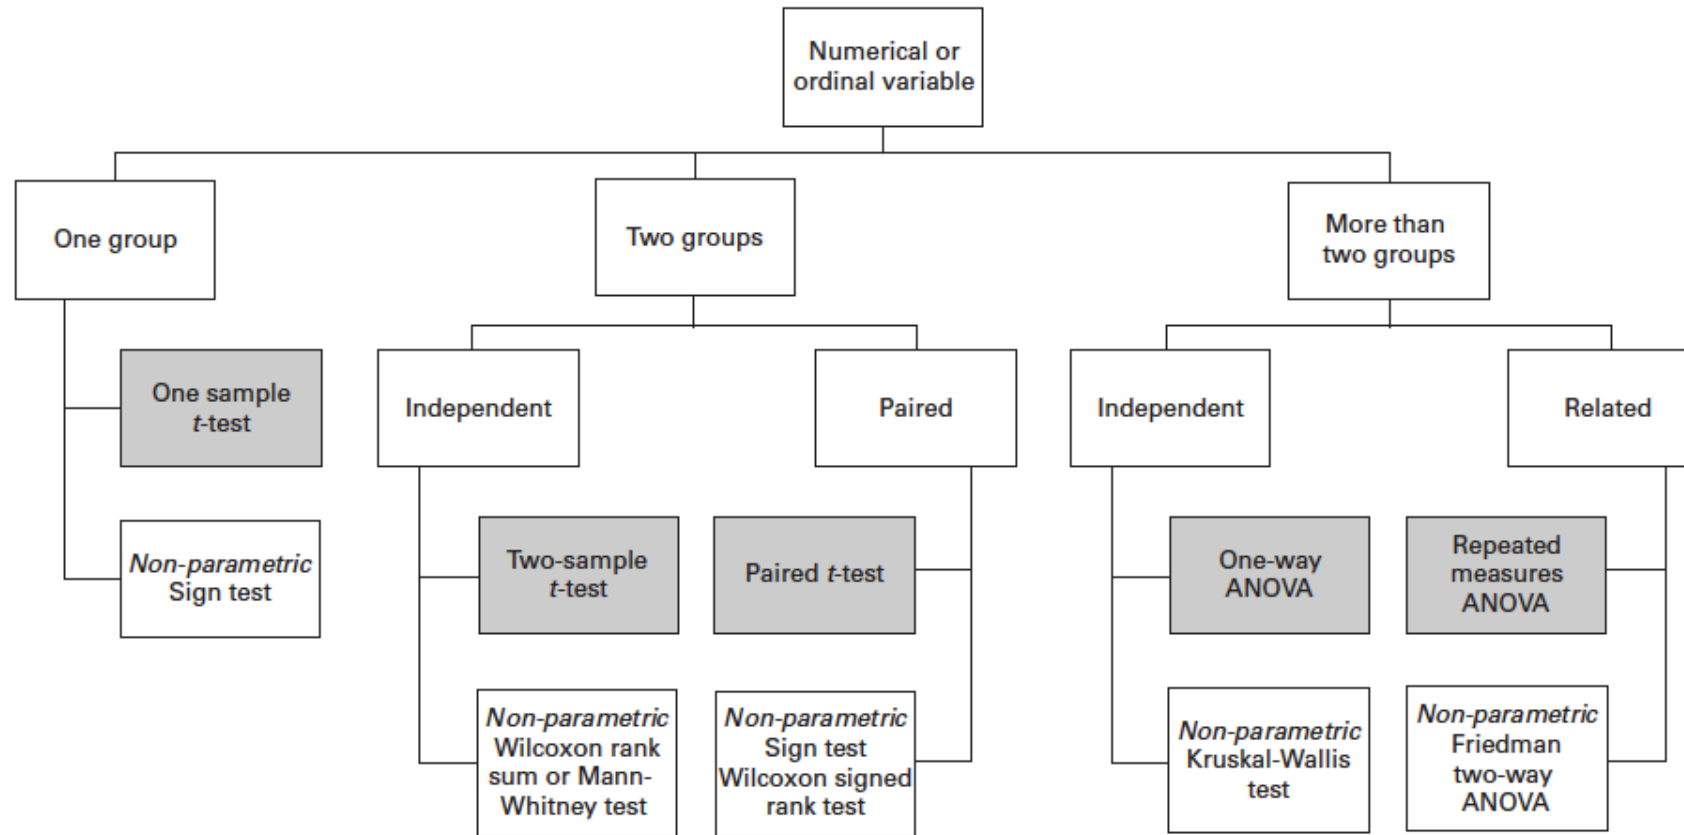 Numerical or
ordinal variable
One group
Two groups
More than
two groups
One sample
t-test
Independent
Paired
Independent
Related
Non-parametric
Sign test
Two-sample
t-test
Paired t-test
One-way
ANOVA
Repeated
measures
ANOVA
Non-parametric
Wilcoxon rank
sum or Mann-
Whitney test
Non-parametric
Sign test
Wilcoxon signed
rank test
Non-parametric
Kruskal-Wallis
test
Non-parametric
Friedman
two-way
ANOVA